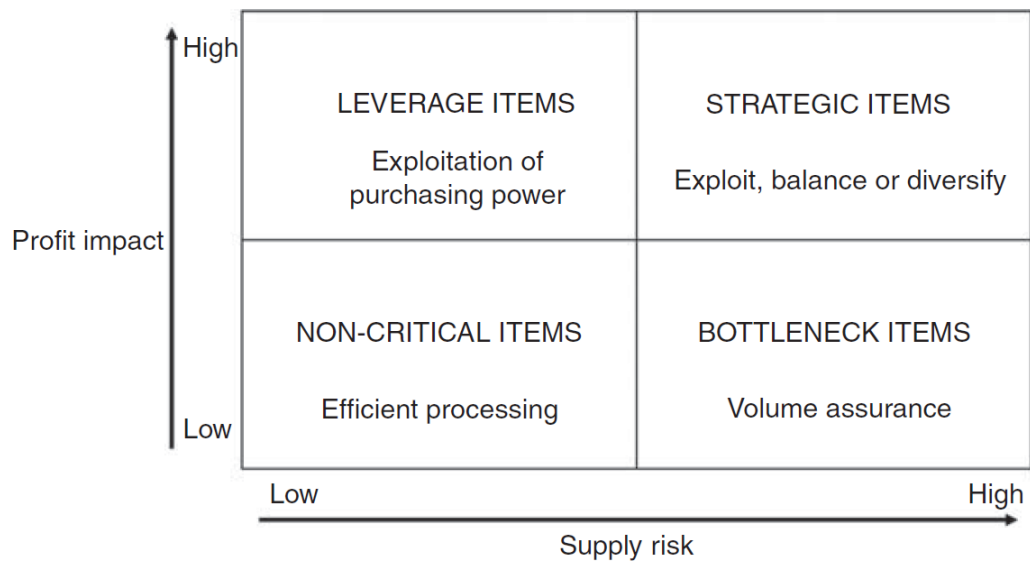 High
LEVERAGE ITEMS
Exploitation of
purchasing power
STRATEGIC ITEMS
Exploit, balance or diversify
Profit impact
NON-CRITICAL ITEMS
Efficient processing
BOTTLENECK ITEMS
Volume assurance
Low
Low
High
Supply risk